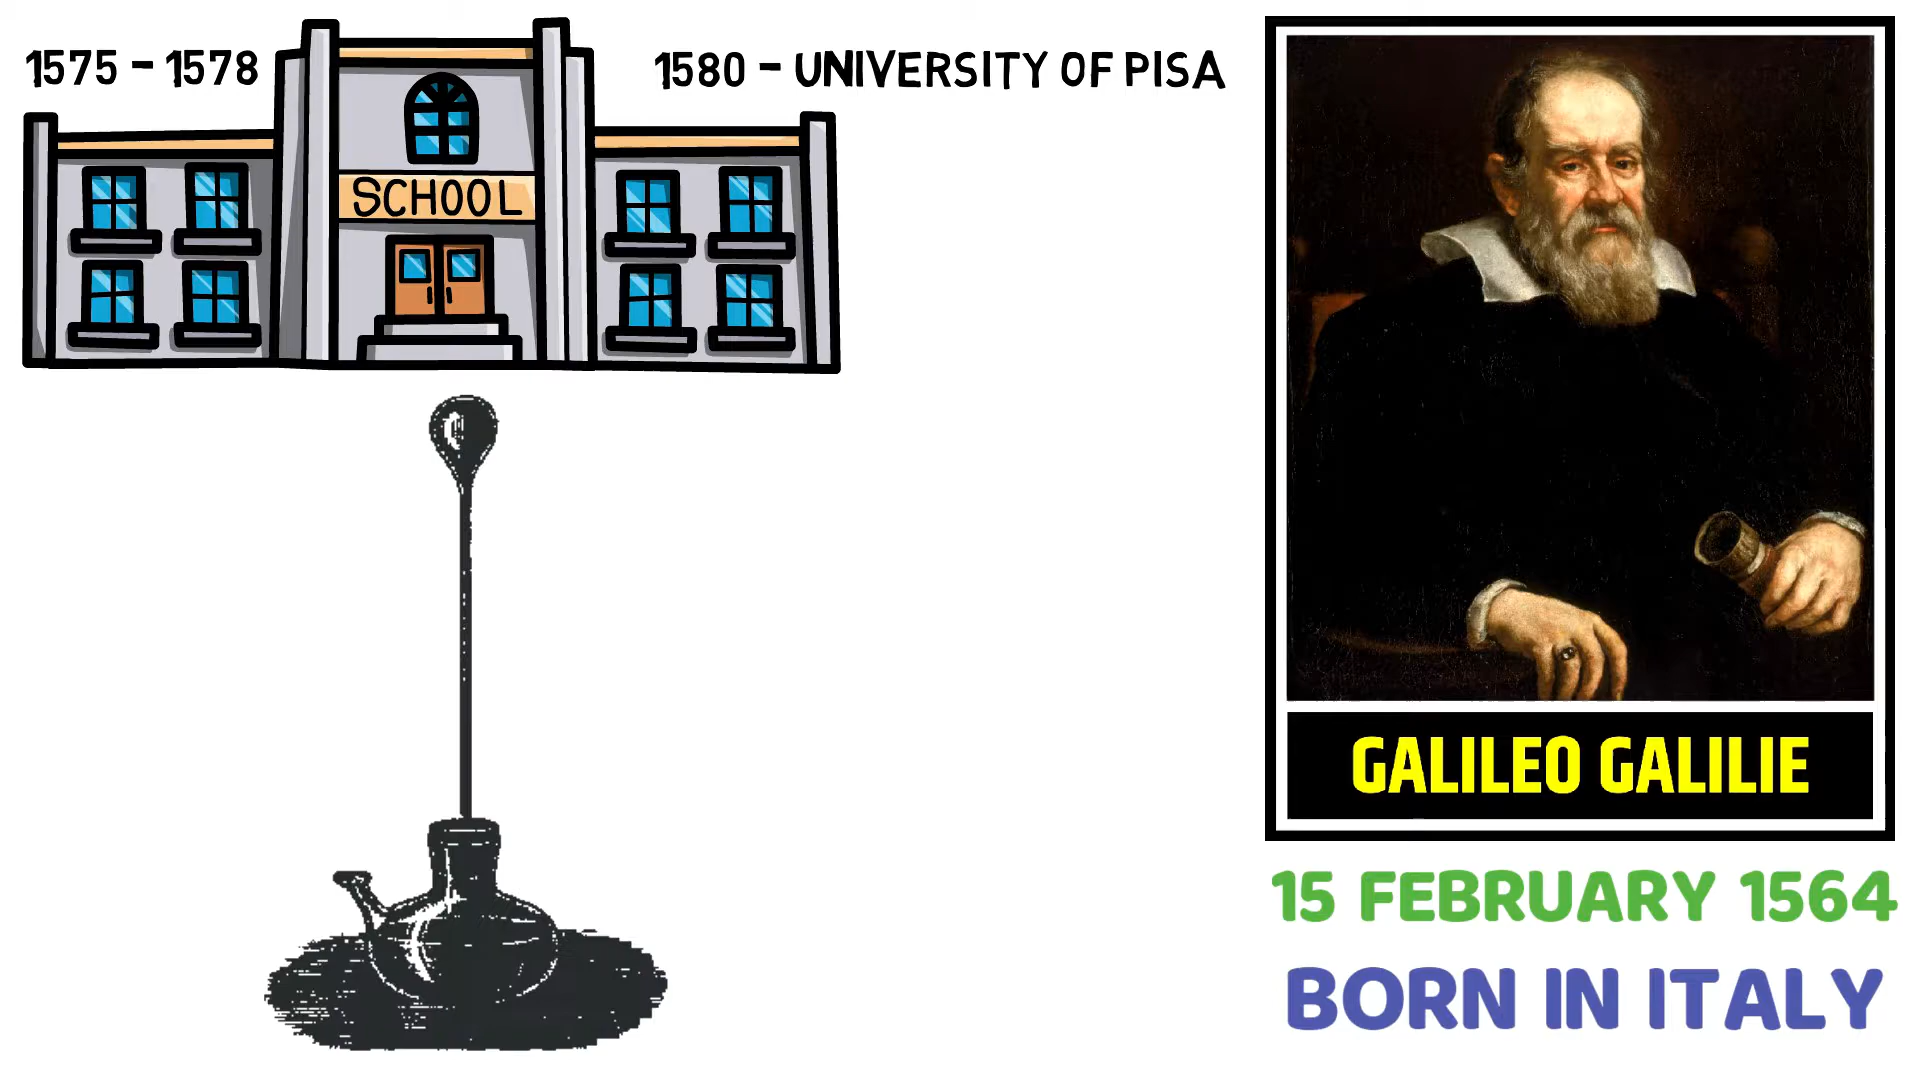 1575 - 1578
1580 - UNIVERSITY OF PISA
SCHOOL
GALILEO GALILIE
15 FEBRUARY 1564
BORN IN ITALY